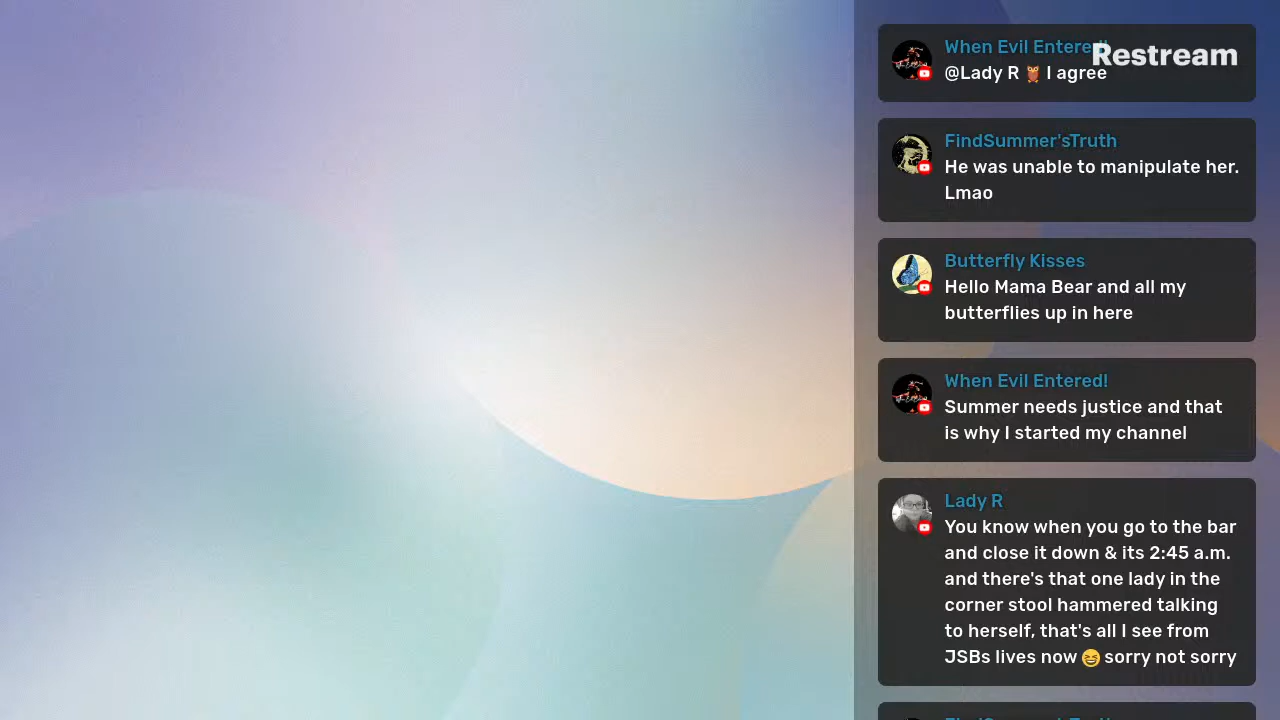 When Evil Entered!
Restream
@Lady R 🦉 I agree
FindSummer'sTruth
He was unable to manipulate her.
Lmao
Butterfly Kisses
Hello Mama Bear and all my
butterflies up in here
When Evil Entered!
Summer needs justice and that
is why I started my channel
Lady R
You know when you go to the bar
and close it down & its 2:45 a.m.
and there's that one lady in the
corner stool hammered talking
to herself, that's all I see from
JSBs lives now 😆 sorry not sorry